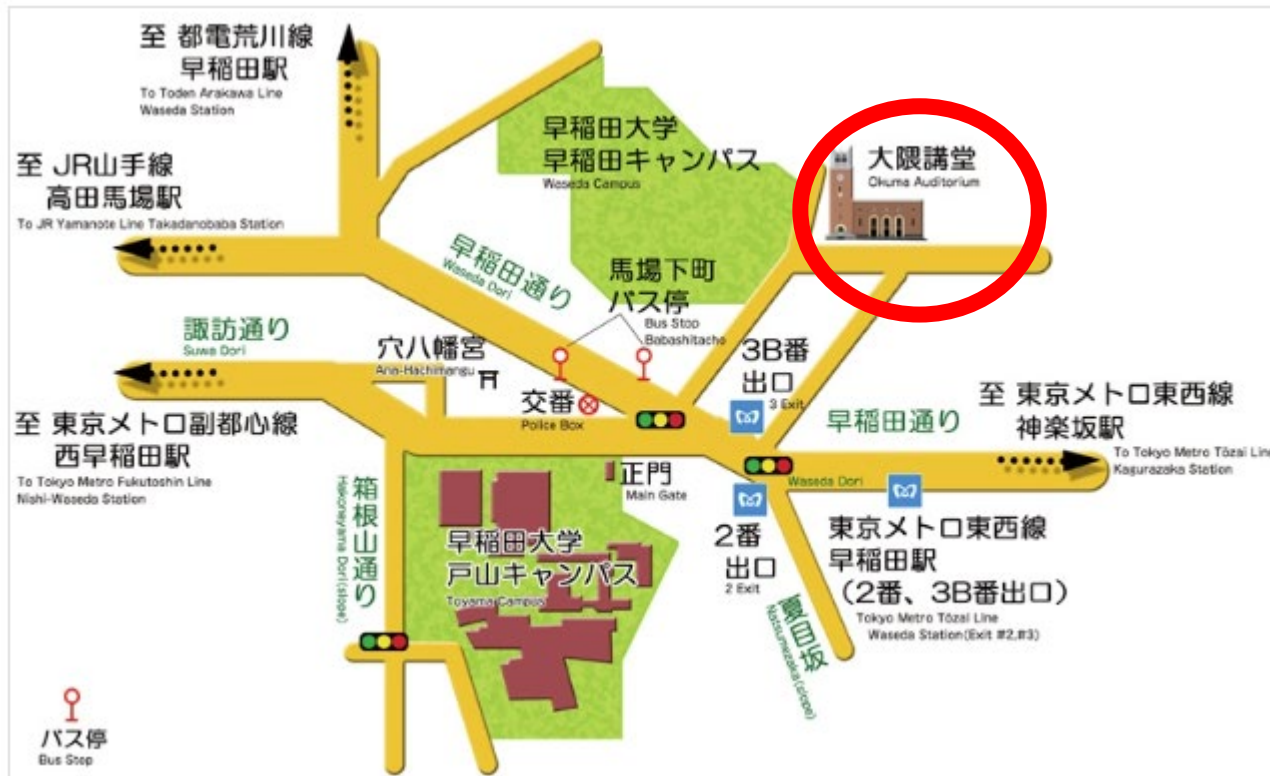 至 都電荒川線
早稲田駅
To Toden Arakawa Line
Waseda Station
至 JR山手線
高田馬場駅
To JR Yamanote Line Takadanobaba Station
早稲田大学
早稲田キャンパス
Waseda Campus
大隈講堂
Okuma Auditorium
早稲田通り
Waseda Dori
馬場下町
バス停
Bus Stop
Babashitacho
諏訪通り
Suwa Dori
穴八幡宮
Ana-Hachimangu
交番
Police Box
3B番
出口
3 Exit
早稲田通り
Waseda Dori
至 東京メトロ東西線
神楽坂駅
To Tokyo Metro Tōzai Line
Kagurazaka Station
至 東京メトロ副都心線
西早稲田駅
To Tokyo Metro Fukutoshin Line
Nishi-Waseda Station
箱根山通り
Hakoneyama Dori(slope)
正門
Main Gate
早稲田大学
戸山キャンパス
Toyama Campus
2番
出口
2 Exit
東京メトロ東西線
早稲田駅
(2番、3B番出口)
Tokyo Metro Tōzai Line
Waseda Station(Exit #2,#3)
Natsumezaka(slope)
バス停
Bus Stop